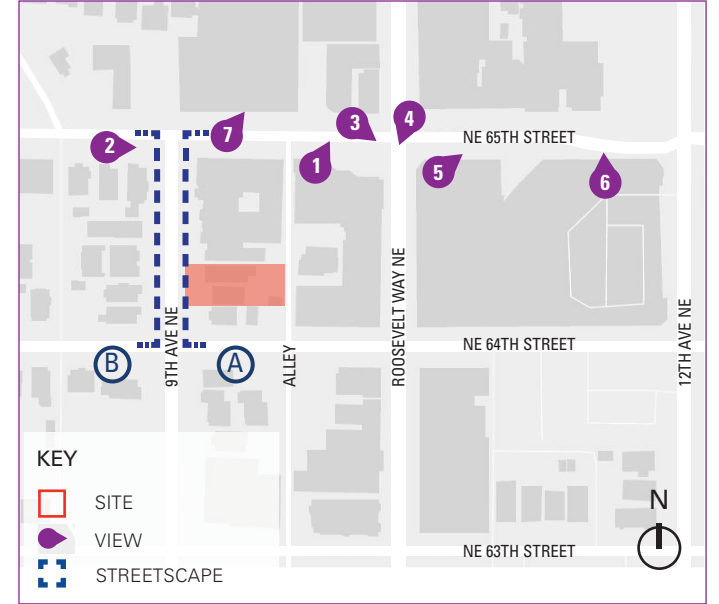 4
3
7
NE 65TH STREET
2
1
5
6
9TH AVE NE
ALLEY
ROOSEVELT WAY NE
12TH AVE NE
NE 64TH STREET
B
A
KEY
SITE
VIEW
STREETSCAPE
N
NE 63TH STREET